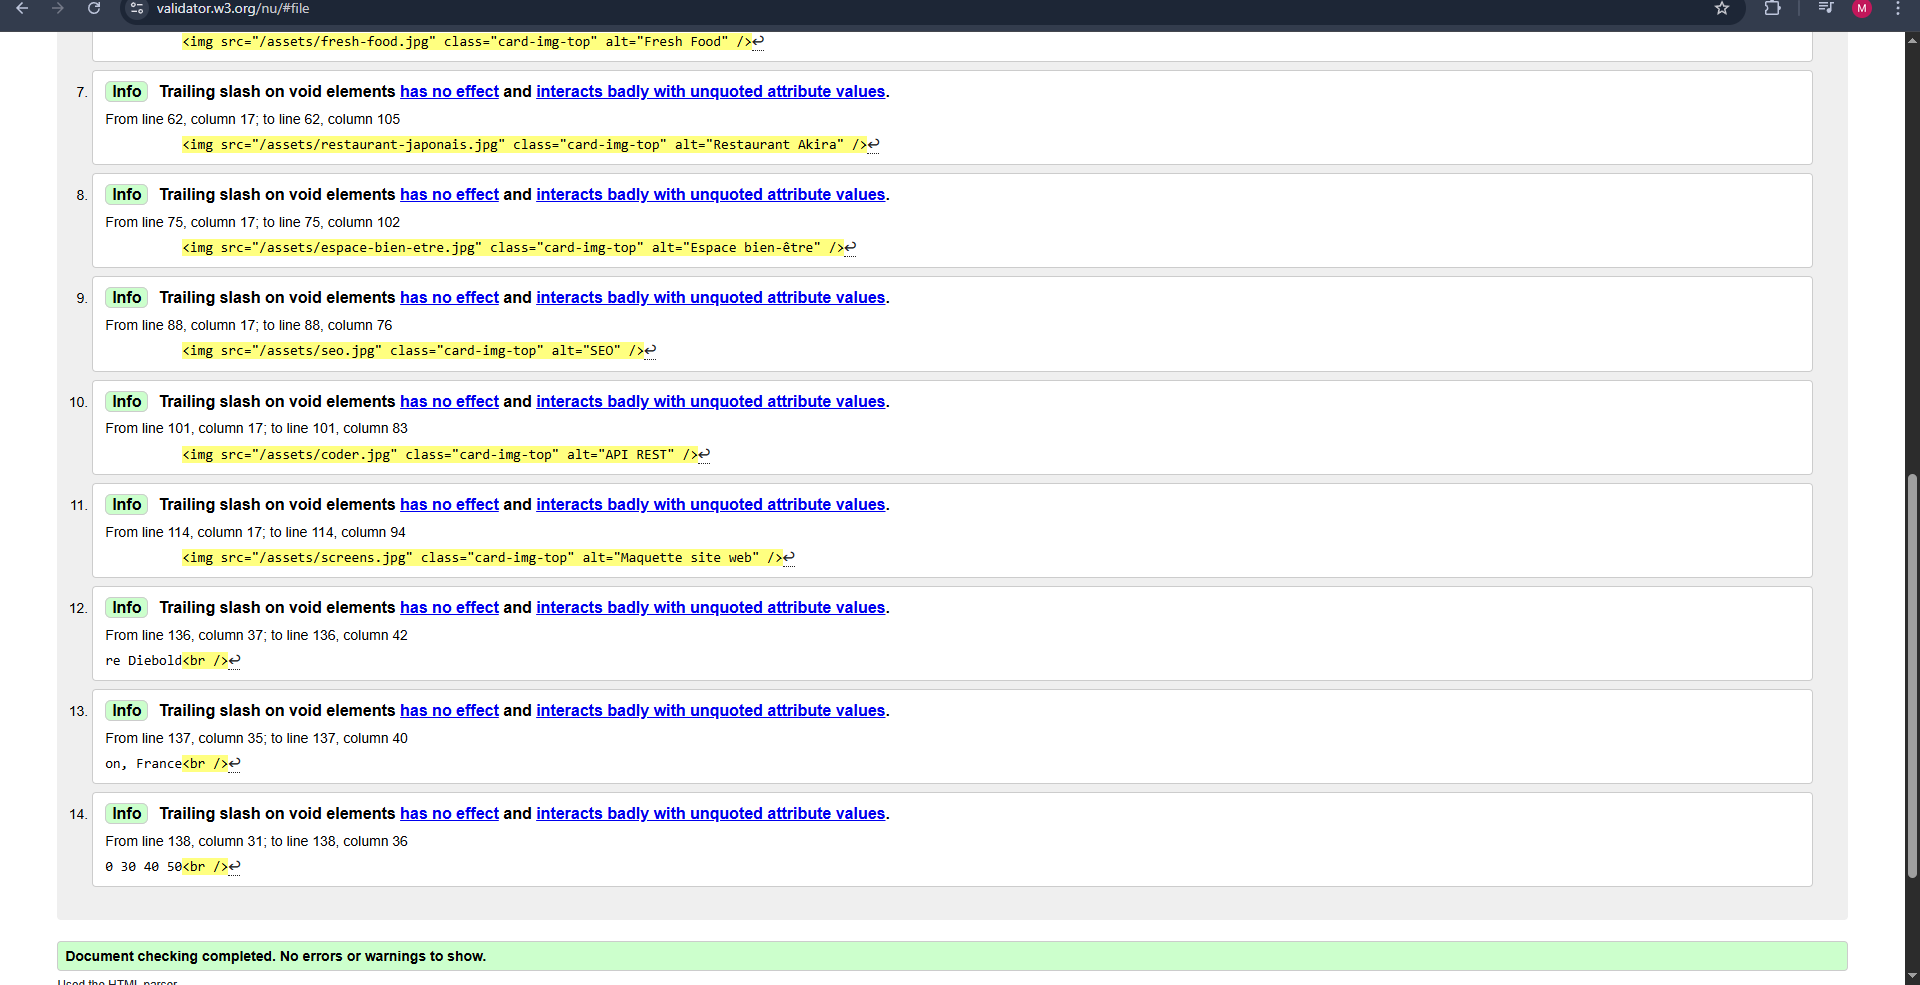 validator.w3.org/nu/#file
M
<img src="/assets/fresh-food.jpg" class="card-img-top" alt="Fresh Food" />↩
7. Info Trailing slash on void elements has no effect and interacts badly with unquoted attribute values.
From line 62, column 17; to line 62, column 105
<img src="/assets/restaurant-japonais.jpg" class="card-img-top" alt="Restaurant Akira" />↩
8. Info Trailing slash on void elements has no effect and interacts badly with unquoted attribute values.
From line 75, column 17; to line 75, column 102
<img src="/assets/espace-bien-etre.jpg" class="card-img-top" alt="Espace bien-être" />↩
9. Info Trailing slash on void elements has no effect and interacts badly with unquoted attribute values.
From line 88, column 17; to line 88, column 76
<img src="/assets/seo.jpg" class="card-img-top" alt="SEO" />↩
10. Info Trailing slash on void elements has no effect and interacts badly with unquoted attribute values.
From line 101, column 17; to line 101, column 83
<img src="/assets/coder.jpg" class="card-img-top" alt="API REST" />↩
11. Info Trailing slash on void elements has no effect and interacts badly with unquoted attribute values.
From line 114, column 17; to line 114, column 94
<img src="/assets/screens.jpg" class="card-img-top" alt="Maquette site web" />↩
12. Info Trailing slash on void elements has no effect and interacts badly with unquoted attribute values.
From line 136, column 37; to line 136, column 42
re Diebold<br />↩
13. Info Trailing slash on void elements has no effect and interacts badly with unquoted attribute values.
From line 137, column 35; to line 137, column 40
on, France<br />↩
14. Info Trailing slash on void elements has no effect and interacts badly with unquoted attribute values.
From line 138, column 31; to line 138, column 36
0 30 40 50<br />↩
Document checking completed. No errors or warnings to show.
Used the HTML parser.